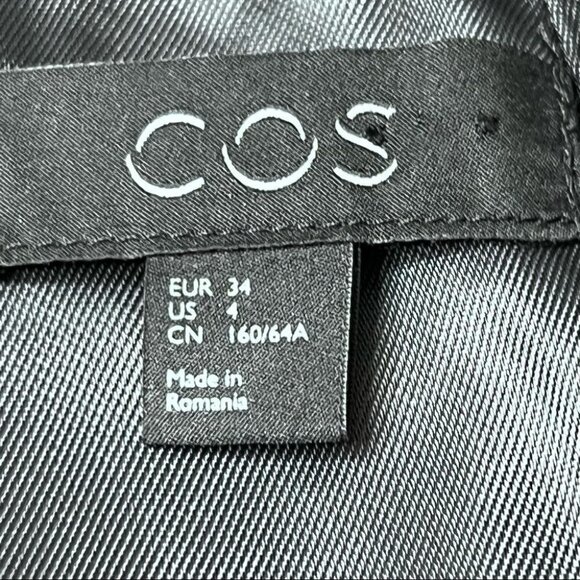 COS
EUR 34
US 4
CN 160/64A
Made in
Romania